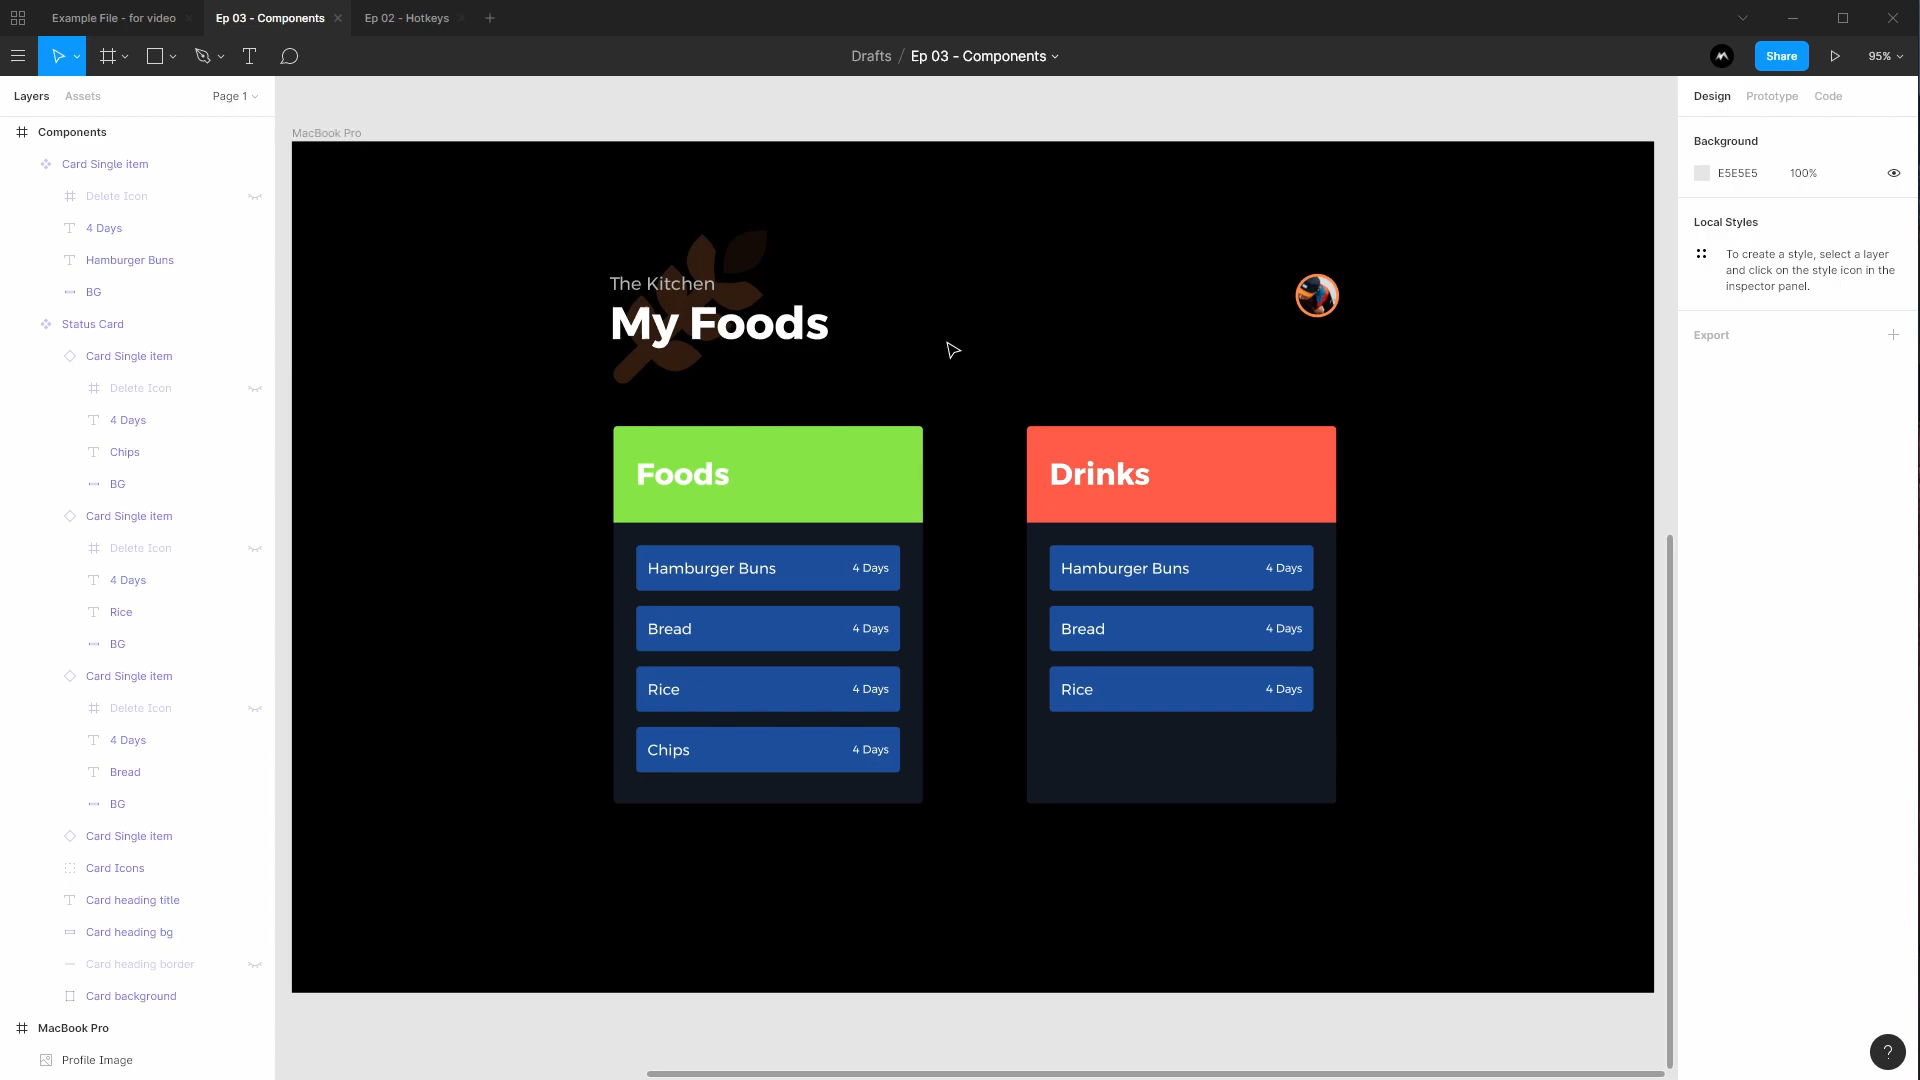 Example File - for video
Ep 03 - Components
Ep 02 - Hotkeys
Drafts / Ep 03 - Components
Share
95%
Layers
Assets
Page 1
Components
Card Single item
Delete Icon
4 Days
Hamburger Buns
BG
Status Card
Card Single item
Delete Icon
4 Days
Chips
BG
Card Single item
Delete Icon
4 Days
Rice
BG
Card Single item
Delete Icon
4 Days
Bread
BG
Card Single item
Card Icons
Card heading title
Card heading bg
Card heading border
Card background
MacBook Pro
Profile Image
MacBook Pro
The Kitchen
My Foods
Foods
Hamburger Buns 4 Days
Bread 4 Days
Rice 4 Days
Chips 4 Days
Drinks
Hamburger Buns 4 Days
Bread 4 Days
Rice 4 Days
Design
Prototype
Code
Background
E5E5E5 100%
Local Styles
To create a style, select a layer
and click on the style icon in the
inspector panel.
Export
?